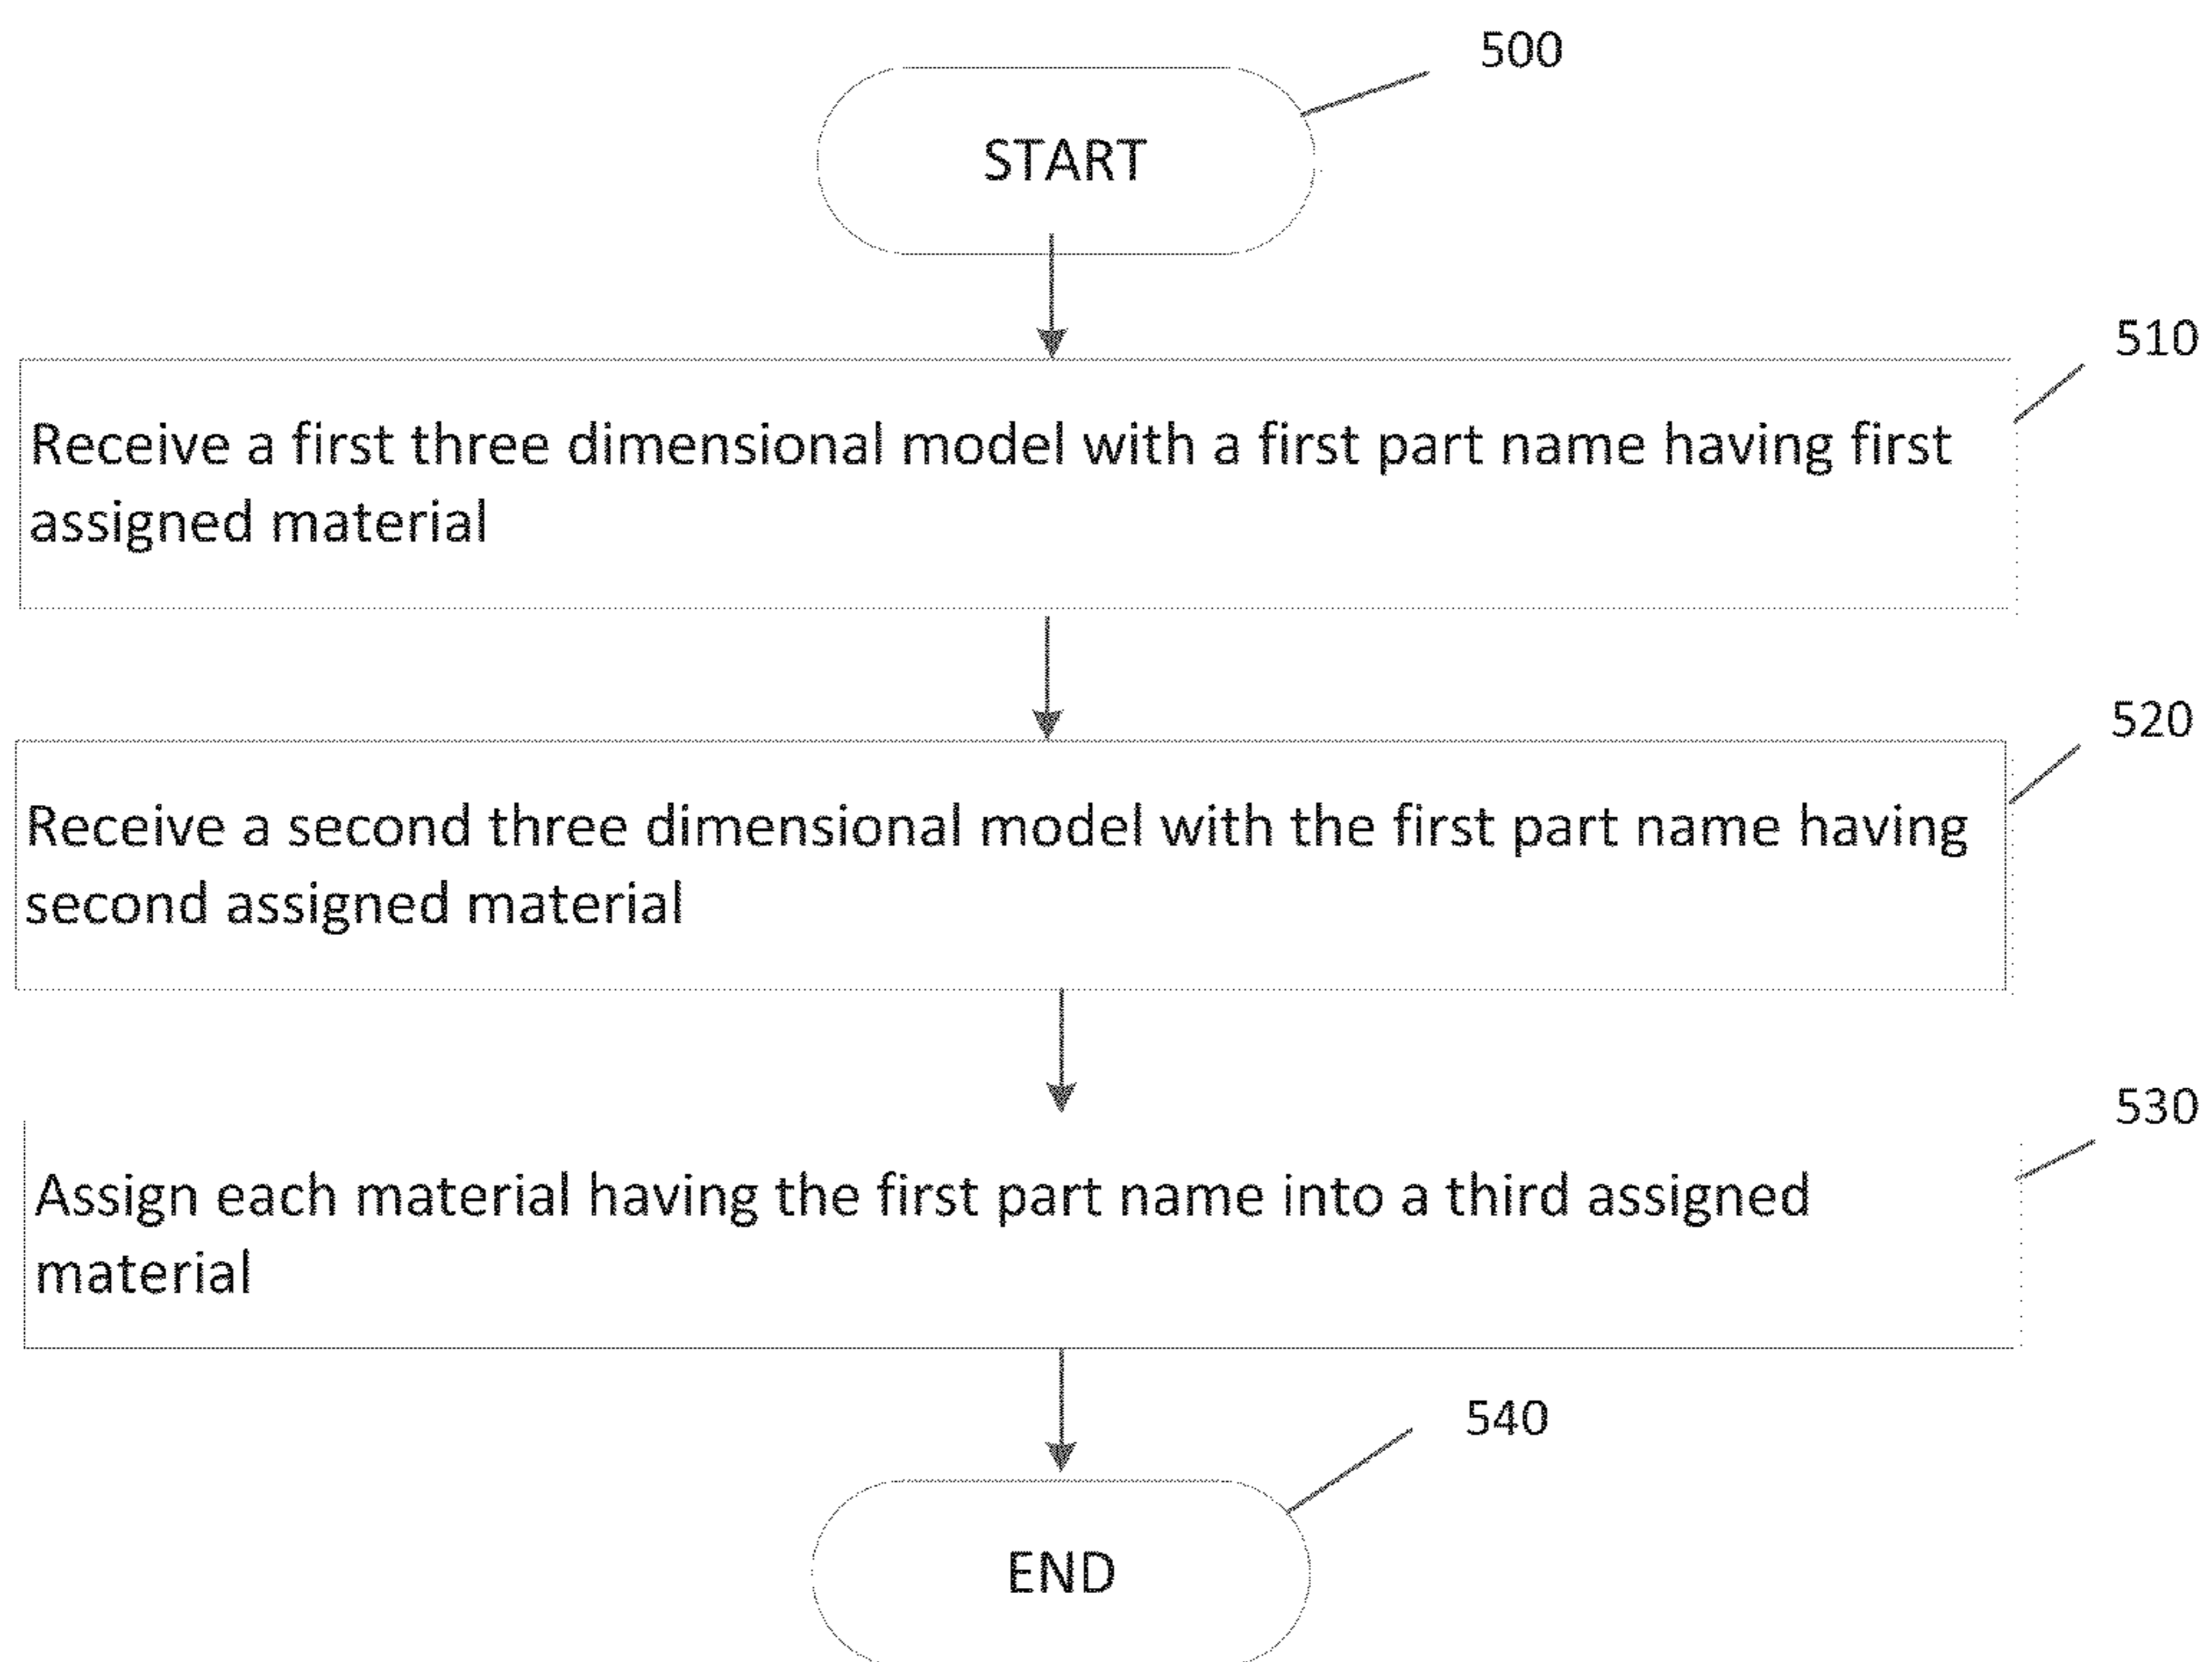 500
START
510
Receive a first three dimensional model with a first part name having first
assigned material
520
Receive a second three dimensional model with the first part name having
second assigned material
530
Assign each material having the first part name into a third assigned
material
540
END